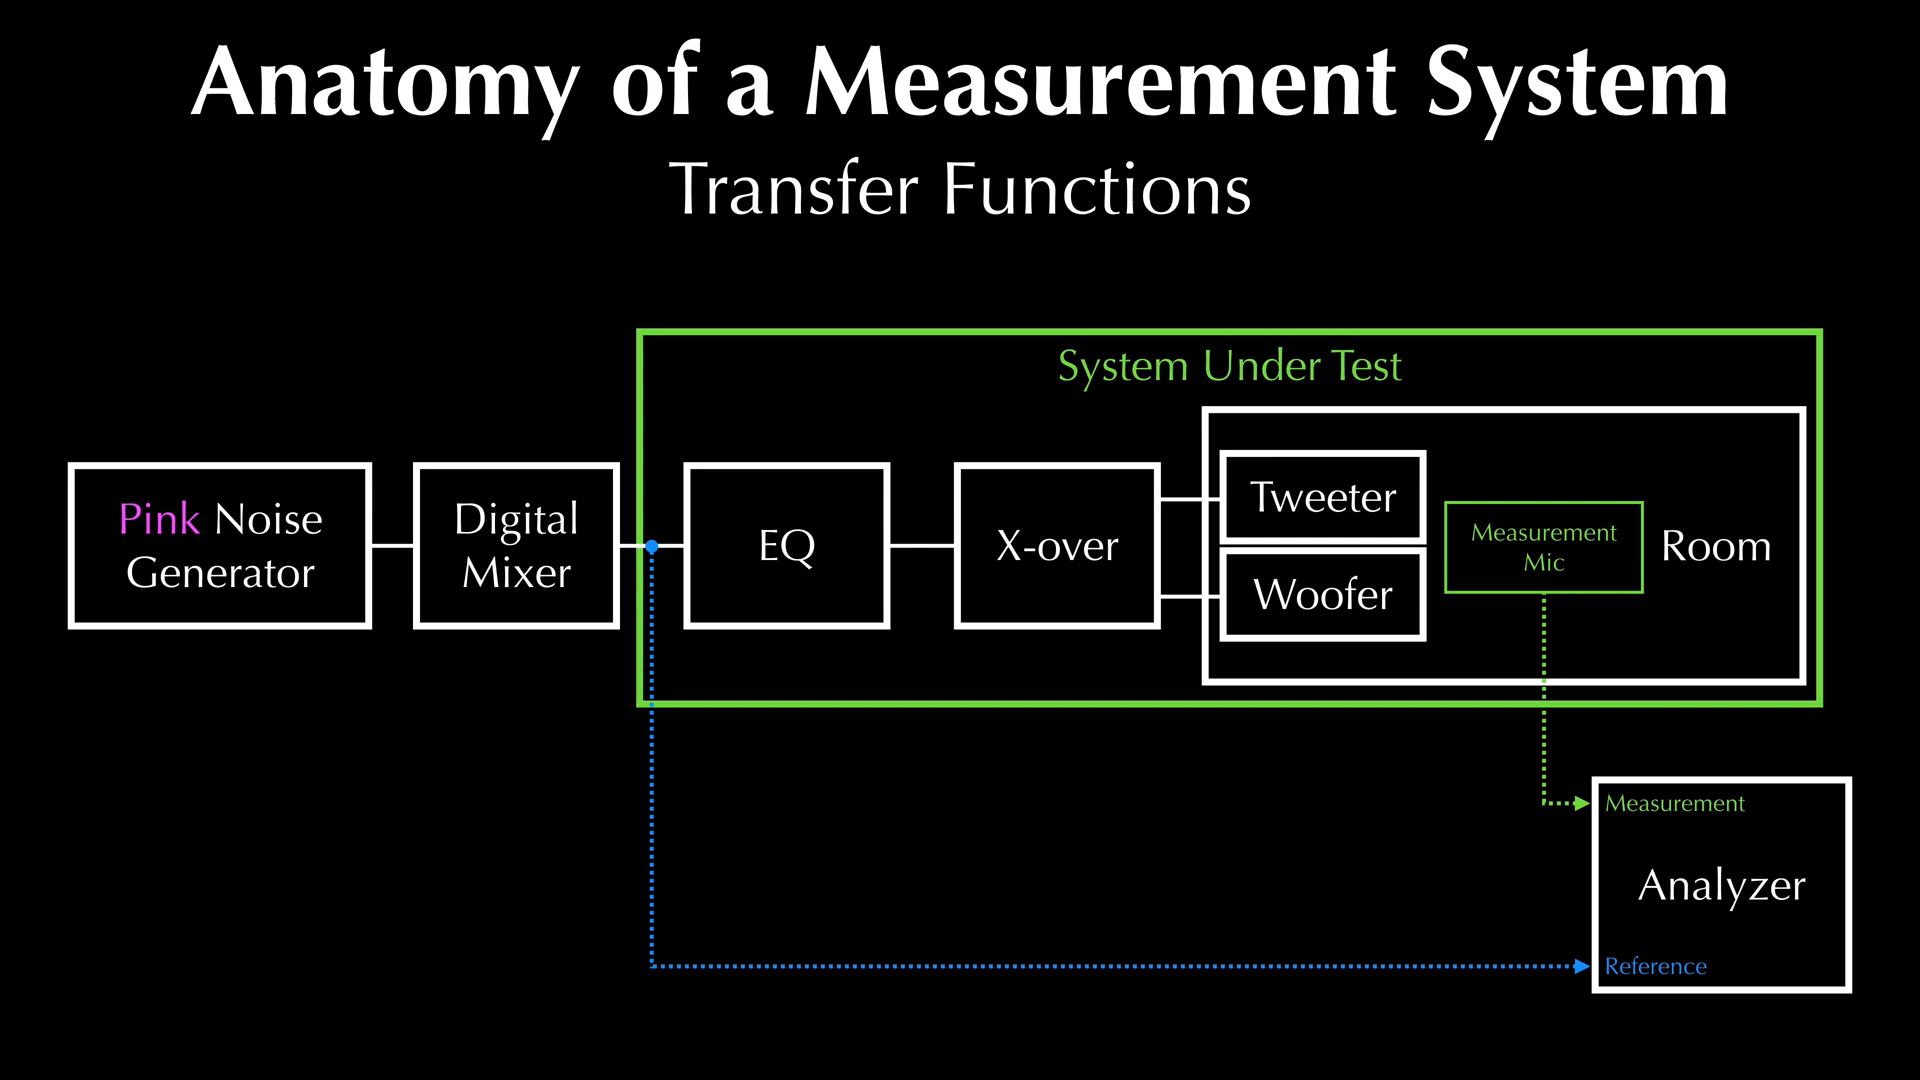 Anatomy of a Measurement System
Transfer Functions
System Under Test
Pink Noise
Generator
Digital
Mixer
EQ
X-over
Tweeter
Woofer
Measurement
Mic
Room
Measurement
Analyzer
Reference